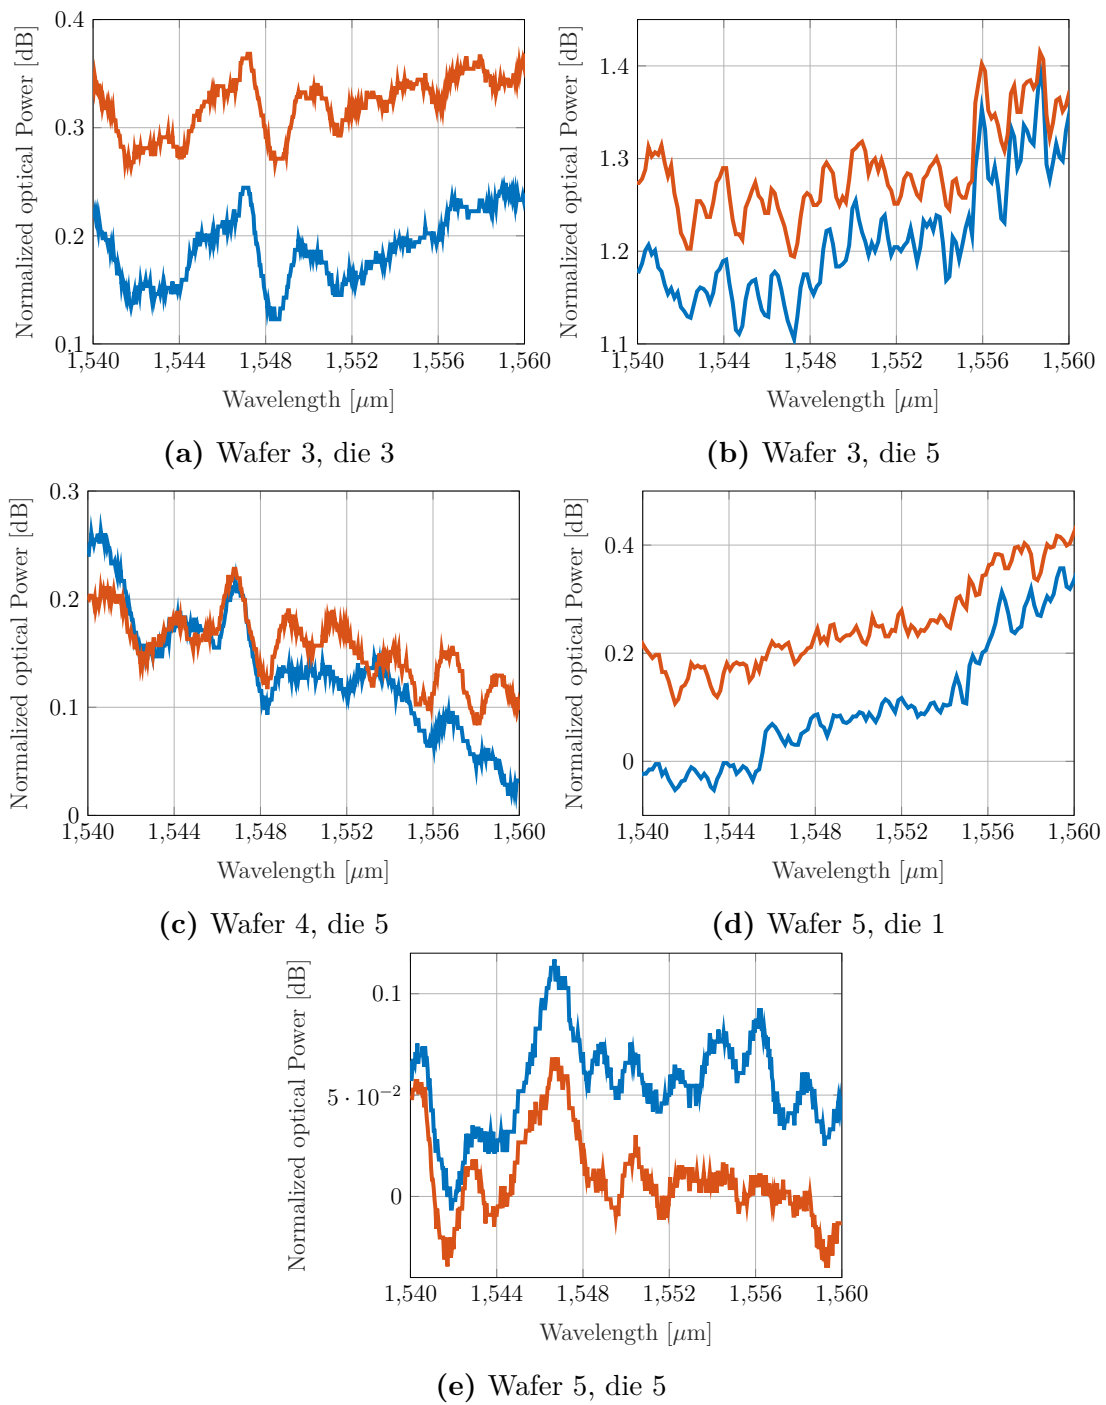 0.4
0.3
0.2
0.1
Normalized optical Power [dB]
1,540 1,544 1,548 1,552 1,556 1,560
Wavelength [μm]
(a) Wafer 3, die 3
1.4
1.3
1.2
1.1
Normalized optical Power [dB]
1,540 1,544 1,548 1,552 1,556 1,560
Wavelength [μm]
(b) Wafer 3, die 5
0.3
0.2
0.1
0
Normalized optical Power [dB]
1,540 1,544 1,548 1,552 1,556 1,560
Wavelength [μm]
(c) Wafer 4, die 5
0.4
0.2
0
Normalized optical Power [dB]
1,540 1,544 1,548 1,552 1,556 1,560
Wavelength [μm]
(d) Wafer 5, die 1
0.1
5 · 10⁻²
0
Normalized optical Power [dB]
1,540 1,544 1,548 1,552 1,556 1,560
Wavelength [μm]
(e) Wafer 5, die 5